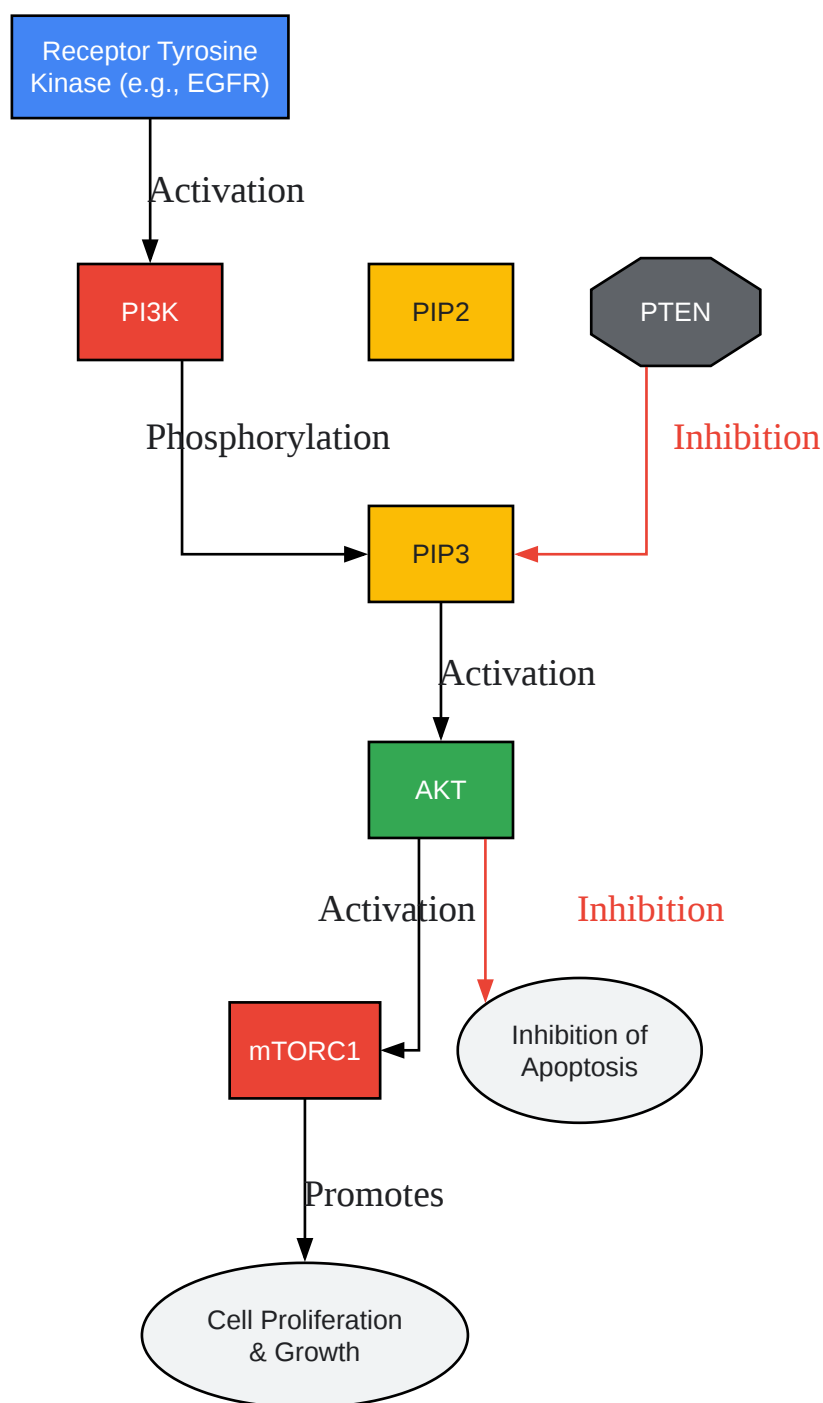 Receptor Tyrosine
Kinase (e.g., EGFR)
Activation
PI3K
PIP2
PTEN
Phosphorylation
Inhibition
PIP3
Activation
AKT
Activation
Inhibition
mTORC1
Inhibition of
Apoptosis
Promotes
Cell Proliferation
& Growth